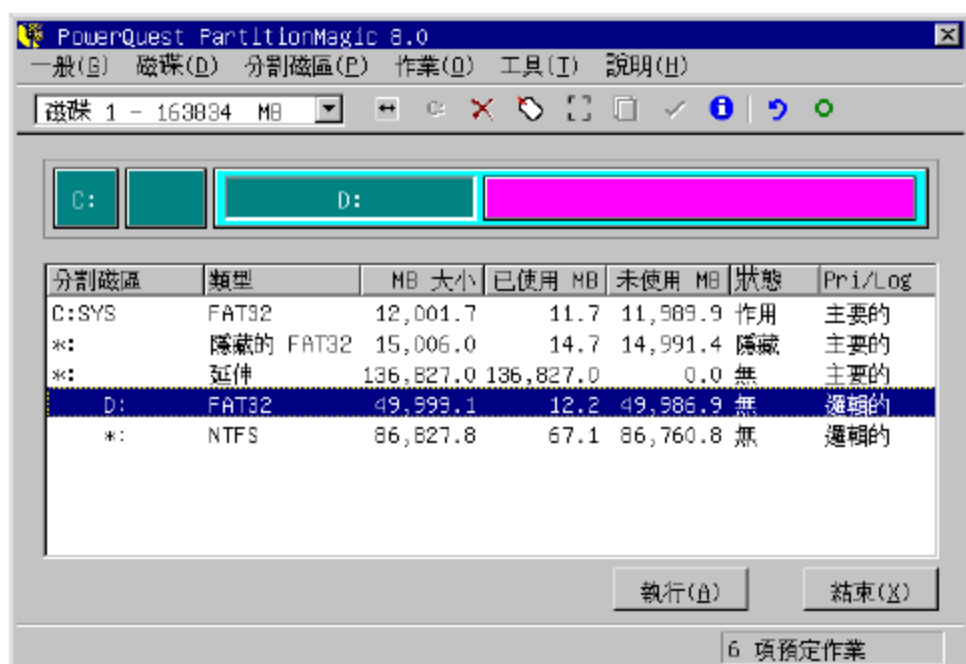 PowerQuest PartitionMagic 8.0
一般(G) 磁碟(D) 分割磁區(P) 作業(O) 工具(T) 說明(H)
磁碟 1 - 163834 MB C:
C: D:
分割磁區 類型 MB 大小 已使用 MB 未使用 MB 狀態 Pri/Log
C:SYS FAT32 12,001.7 11.7 11,989.9 作用 主要的
*: 隱藏的 FAT32 15,006.0 14.7 14,991.4 隱藏 主要的
*: 延伸 136,827.0 136,827.0 0.0 無 主要的
D: FAT32 49,999.1 12.2 49,986.9 無 邏輯的
*: NTFS 86,827.8 67.1 86,760.8 無 邏輯的
執行(A) 結束(X)
6 項預定作業